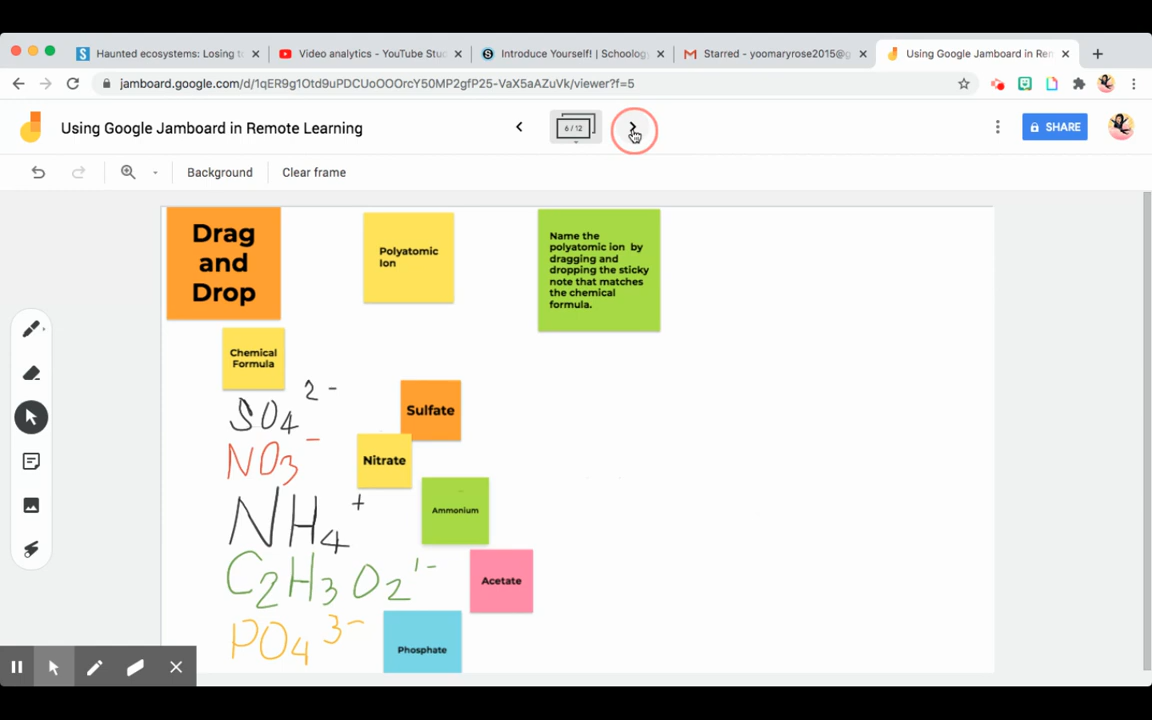 Haunted ecosystems: Losing t
Video analytics - YouTube Stuc
Introduce Yourself! | Schoology
Starred - yoomaryrose2015@g
Using Google Jamboard in Ren
jamboard.google.com/d/1qER9g1Otd9uPDCUoOOOrcY50MP2gfP25-VaX5aAZuVk/viewer?f=5
Using Google Jamboard in Remote Learning
6 / 12
SHARE
Background
Clear frame
Drag
and
Drop
Polyatomic
Ion
Name the
polyatomic ion by
dragging and
dropping the sticky
note that matches
the chemical
formula.
Chemical
Formula
SO4 2-
Sulfate
NO3 -
Nitrate
NH4 +
Ammonium
C2H3O2 1-
Acetate
PO4 3-
Phosphate